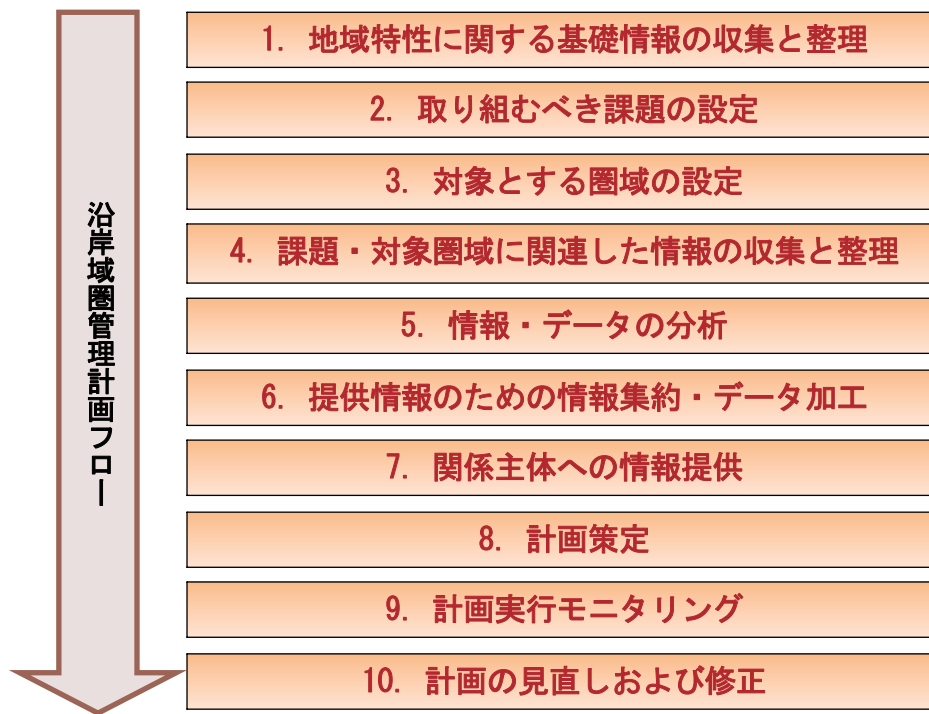 沿岸域圏管理計画フロー
1. 地域特性に関する基礎情報の収集と整理
2. 取り組むべき課題の設定
3. 対象とする圏域の設定
4. 課題・対象圏域に関連した情報の収集と整理
5. 情報・データの分析
6. 提供情報のための情報集約・データ加工
7. 関係主体への情報提供
8. 計画策定
9. 計画実行モニタリング
10. 計画の見直しおよび修正